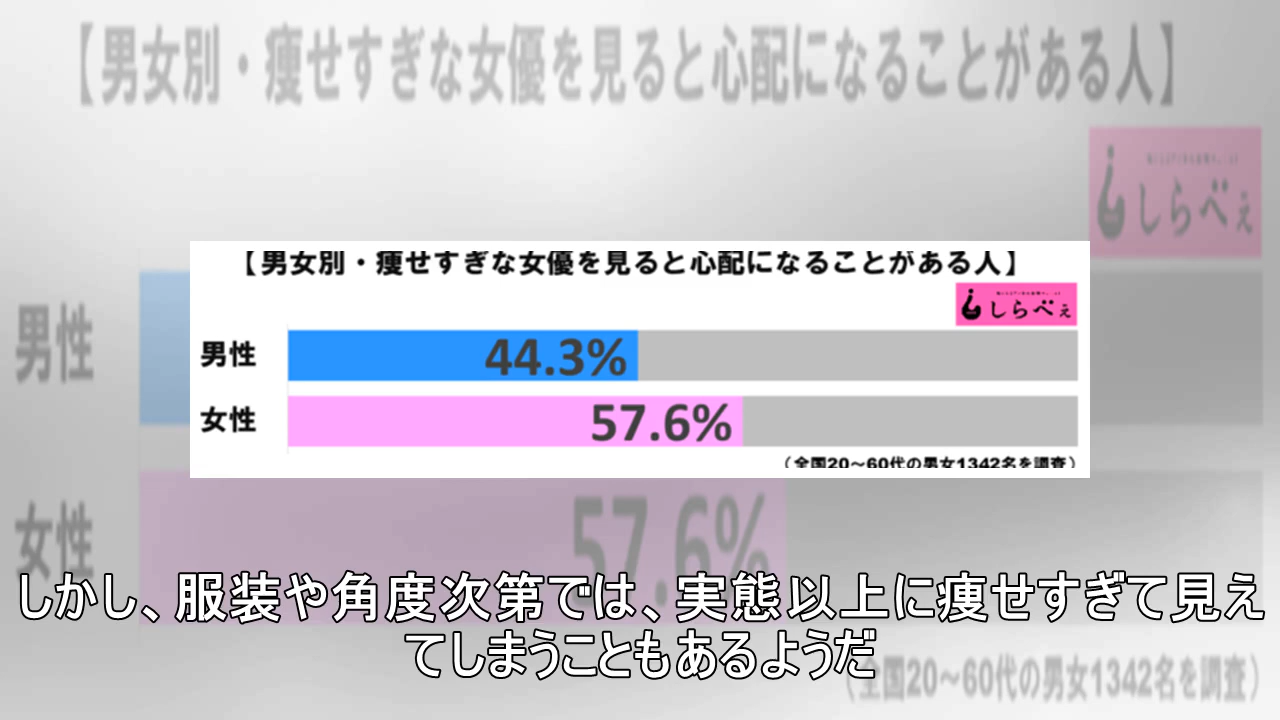 【男女別・痩せすぎな女優を見ると心配になることがある人】
しらべぇ
男性
女性
57.6%
（全国20～60代の男女1342名を調査）
【男女別・痩せすぎな女優を見ると心配になることがある人】
しらべぇ
男性 44.3%
女性 57.6%
（全国20～60代の男女1342名を調査）
しかし、服装や角度次第では、実態以上に痩せすぎて見え
てしまうこともあるようだ